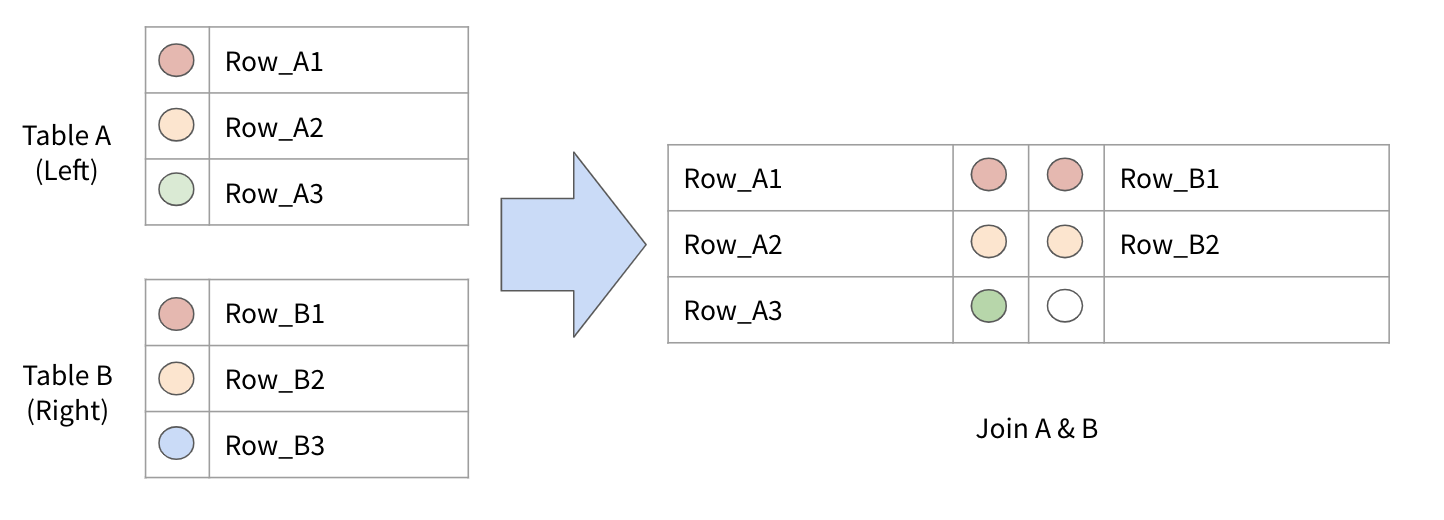 Table A
(Left)
Row_A1
Row_A2
Row_A3
Table B
(Right)
Row_B1
Row_B2
Row_B3
Row_A1 Row_B1
Row_A2 Row_B2
Row_A3
Join A & B